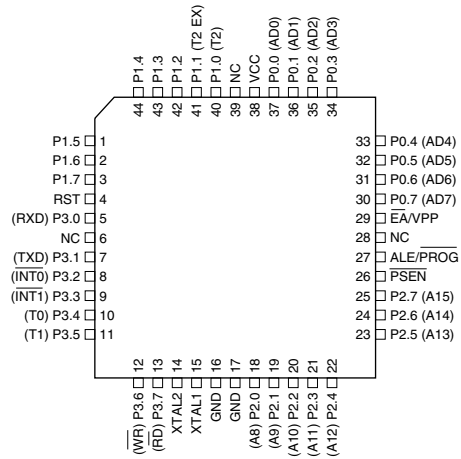 P1.4
P1.3
P1.2
P1.1 (T2 EX)
P1.0 (T2)
NC
VCC
P0.0 (AD0)
P0.1 (AD1)
P0.2 (AD2)
P0.3 (AD3)
44
43
42
41
40
39
38
37
36
35
34
P1.5 1
P1.6 2
P1.7 3
RST 4
(RXD) P3.0 5
NC 6
(TXD) P3.1 7
(INT0) P3.2 8
(INT1) P3.3 9
(T0) P3.4 10
(T1) P3.5 11
33 P0.4 (AD4)
32 P0.5 (AD5)
31 P0.6 (AD6)
30 P0.7 (AD7)
29 EA/VPP
28 NC
27 ALE/PROG
26 PSEN
25 P2.7 (A15)
24 P2.6 (A14)
23 P2.5 (A13)
12
13
14
15
16
17
18
19
20
21
22
(WR) P3.6
(RD) P3.7
XTAL2
XTAL1
GND
GND
(A8) P2.0
(A9) P2.1
(A10) P2.2
(A11) P2.3
(A12) P2.4